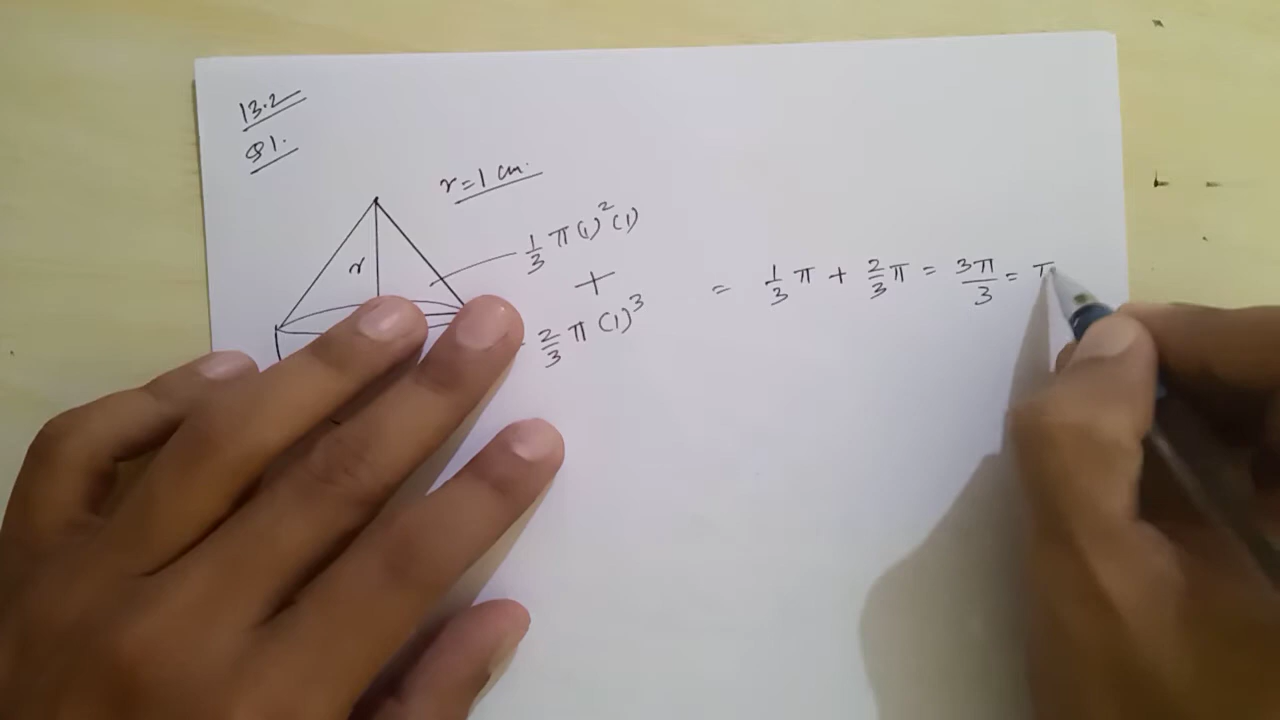 13.2
Q1.
r=1 cm.
r
1/3 π(1)²(1)
+
2/3 π(1)³
= 1/3 π + 2/3 π = 3π/3 = π